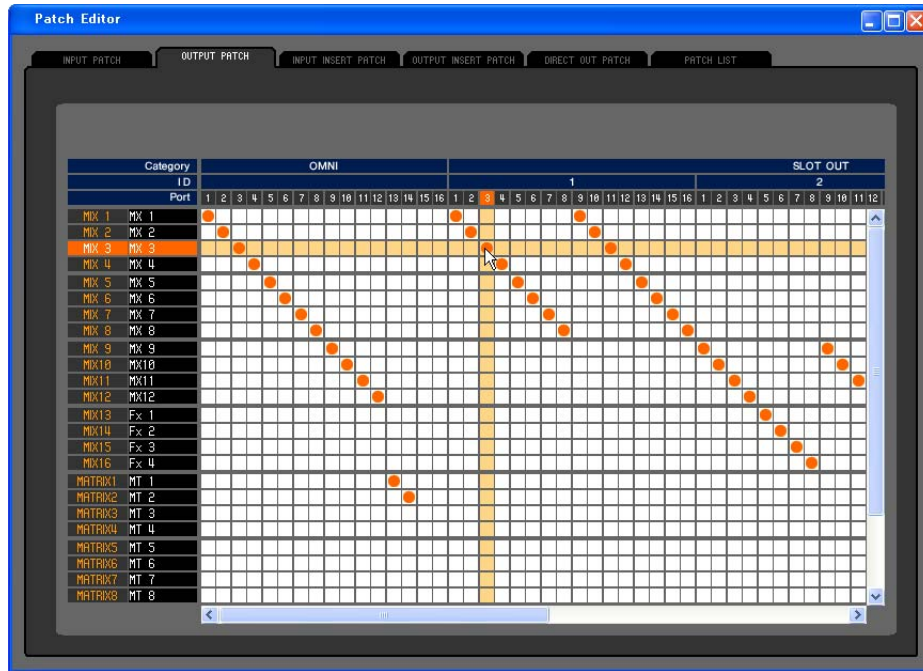 Patch Editor
INPUT PATCH OUTPUT PATCH INPUT INSERT PATCH OUTPUT INSERT PATCH DIRECT OUT PATCH PATCH LIST
Category OMNI SLOT OUT
ID 1 2
Port 1 2 3 4 5 6 7 8 9 10 11 12 13 14 15 16 1 2 3 4 5 6 7 8 9 10 11 12 13 14 15 16 1 2 3 4 5 6 7 8 9 10 11 12
MIX 1 MX 1
MIX 2 MX 2
MIX 3 MX 3
MIX 4 MX 4
MIX 5 MX 5
MIX 6 MX 6
MIX 7 MX 7
MIX 8 MX 8
MIX 9 MX 9
MIX10 MX10
MIX11 MX11
MIX12 MX12
MIX13 Fx 1
MIX14 Fx 2
MIX15 Fx 3
MIX16 Fx 4
MATRIX1 MT 1
MATRIX2 MT 2
MATRIX3 MT 3
MATRIX4 MT 4
MATRIX5 MT 5
MATRIX6 MT 6
MATRIX7 MT 7
MATRIX8 MT 8